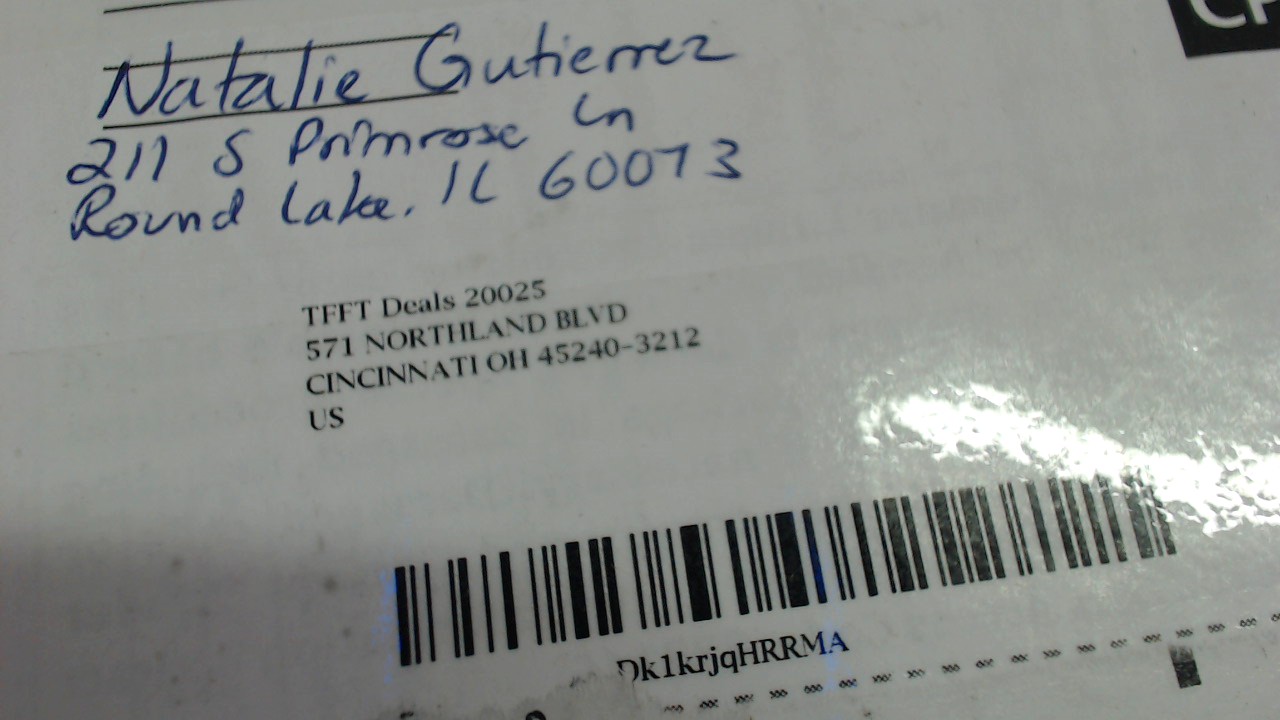 Natalie Gutierrez
211 S Primrose Ln
Round Lake, IL 60073
TFFT Deals 20025
571 NORTHLAND BLVD
CINCINNATI OH 45240-3212
US
Dk1krjqHRRMA